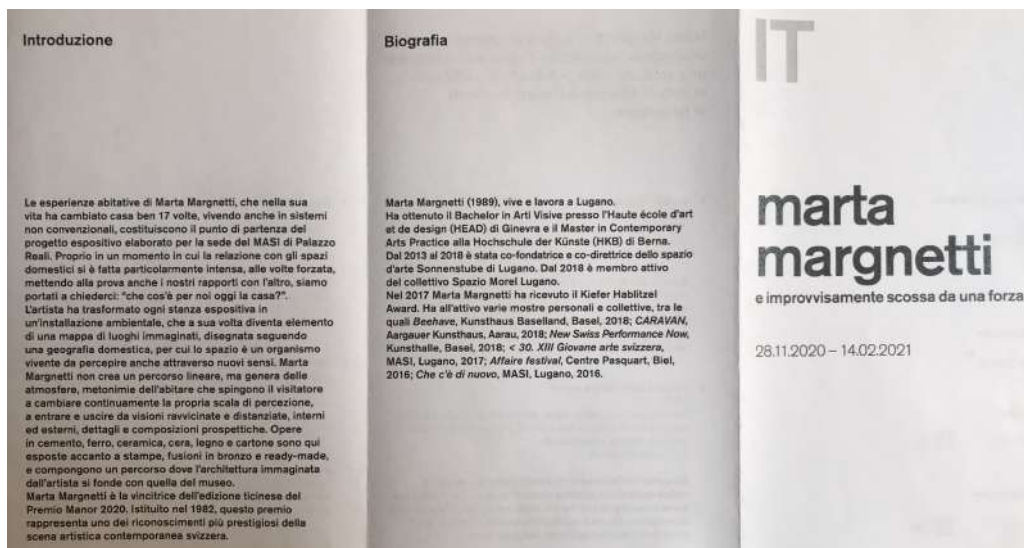 Introduzione
Le esperienze abitative di Marta Margnetti, che nella sua
vita ha cambiato casa ben 17 volte, vivendo anche in sistemi
non convenzionali, costituiscono il punto di partenza del
progetto espositivo elaborato per la sede del MASI di Palazzo
Reali. Proprio in un momento in cui la relazione con gli spazi
domestici si è fatta particolarmente intensa, alle volte forzata,
mettendo alla prova anche i nostri rapporti con l'altro, siamo
portati a chiederci: "che cos'è per noi oggi la casa?".
L'artista ha trasformato ogni stanza espositiva in
un'installazione ambientale, che a sua volta diventa elemento
di una mappa di luoghi immaginati, disegnata seguendo
una geografia domestica, per cui lo spazio è un organismo
vivente da percepire anche attraverso nuovi sensi. Marta
Margnetti non crea un percorso lineare, ma genera delle
atmosfere, metonimie dell'abitare che spingono il visitatore
a cambiare continuamente la propria scala di percezione,
a entrare e uscire da visioni ravvicinate e distanziate, interni
ed esterni, dettagli e composizioni prospettiche. Opere
in cemento, ferro, ceramica, cera, legno e cartone sono qui
esposte accanto a stampe, fusioni in bronzo e ready-made,
e compongono un percorso dove l'architettura immaginata
dall'artista si fonde con quella del museo.
Marta Margnetti è la vincitrice dell'edizione ticinese del
Premio Manor 2020. Istituito nel 1982, questo premio
rappresenta uno dei riconoscimenti più prestigiosi della
scena artistica contemporanea svizzera.
Biografia
Marta Margnetti (1989), vive e lavora a Lugano.
Ha ottenuto il Bachelor in Arti Visive presso l'Haute école d'art
et de design (HEAD) di Ginevra e il Master in Contemporary
Arts Practice alla Hochschule der Künste (HKB) di Berna.
Dal 2013 al 2018 è stata co-fondatrice e co-direttrice dello spazio
d'arte Sonnenstube di Lugano. Dal 2018 è membro attivo
del collettivo Spazio Morel Lugano.
Nel 2017 Marta Margnetti ha ricevuto il Kiefer Hablitzel
Award. Ha all'attivo varie mostre personali e collettive, tra le
quali Beehave, Kunsthaus Baselland, Basel, 2018; CARAVAN,
Aargauer Kunsthaus, Aarau, 2018; New Swiss Performance Now,
Kunsthalle, Basel, 2018; < 30. XIII Giovane arte svizzera,
MASI, Lugano, 2017; Affaire festival, Centre Pasquart, Biel,
2016; Che c'è di nuovo, MASI, Lugano, 2016.
IT
marta
margnetti
e improvvisamente scossa da una forza
28.11.2020 – 14.02.2021